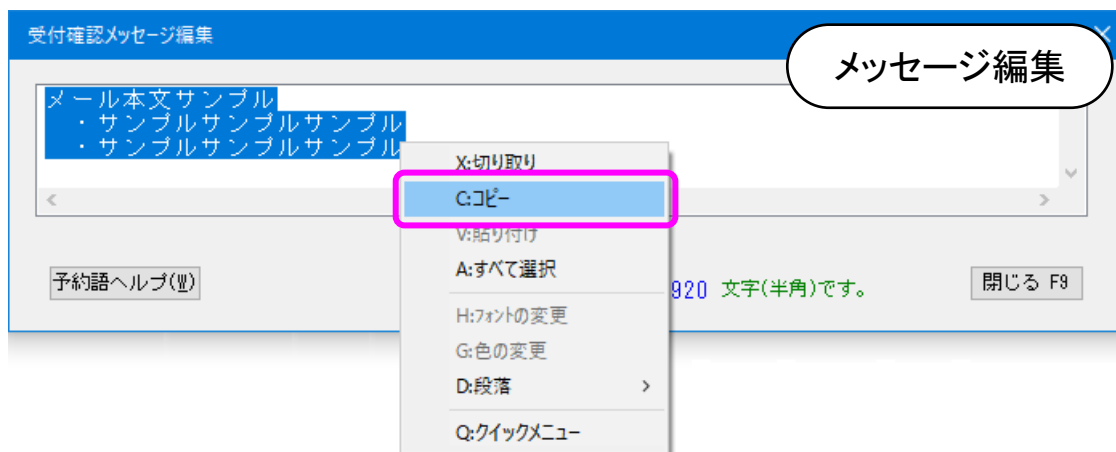 受付確認メッセージ編集
メッセージ編集
メール本文サンプル
・サンプルサンプルサンプル
・サンプルサンプルサンプル
X:切り取り
C:コピー
V:貼り付け
A:すべて選択
H:フォントの変更
G:色の変更
D:段落
Q:クイックメニュー
予約語ヘルプ(W)
920 文字(半角)です。
閉じる F9